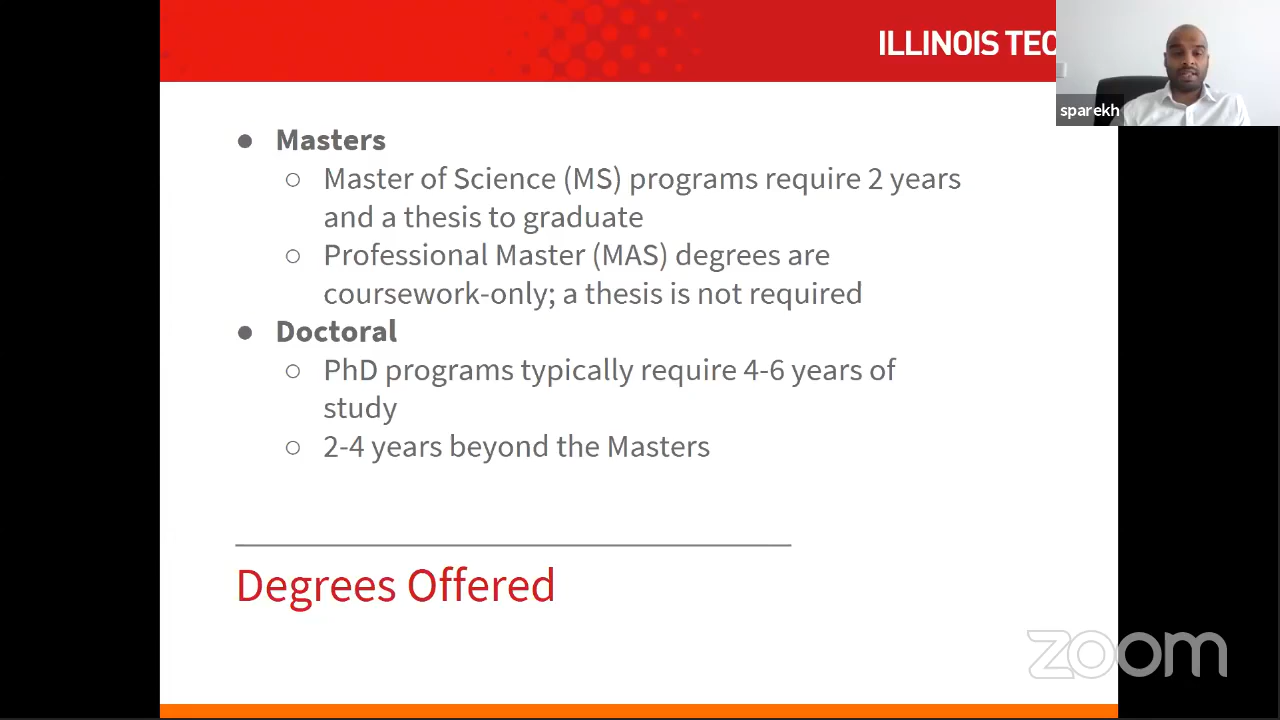 ILLINOIS TEC
sparekh
● Masters
○ Master of Science (MS) programs require 2 years
and a thesis to graduate
○ Professional Master (MAS) degrees are
coursework-only; a thesis is not required
● Doctoral
○ PhD programs typically require 4-6 years of
study
○ 2-4 years beyond the Masters
Degrees Offered
zoom